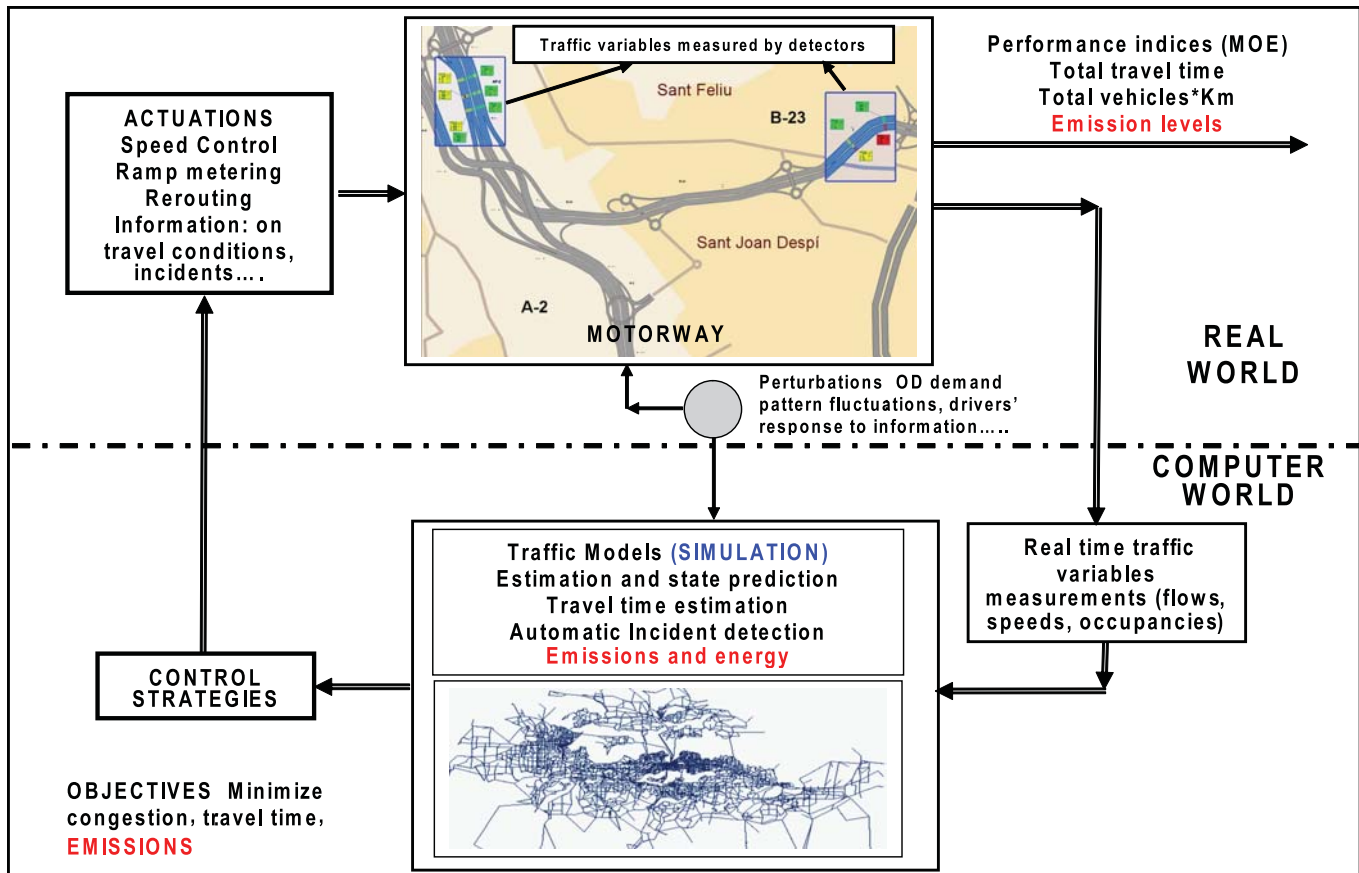 Traffic variables measured by detectors
Sant Feliu
B-23
Sant Joan Despí
A-2
MOTORWAY
Performance indices (MOE)
Total travel time
Total vehicles*Km
Emission levels
ACTUATIONS
Speed Control
Ramp metering
Rerouting
Information: on
travel conditions,
incidents….
REAL
WORLD
Perturbations OD demand
pattern fluctuations, drivers'
response to information…..
COMPUTER
WORLD
Traffic Models (SIMULATION)
Estimation and state prediction
Travel time estimation
Automatic Incident detection
Emissions and energy
Real time traffic
variables
measurements (flows,
speeds, occupancies)
CONTROL
STRATEGIES
OBJECTIVES Minimize
congestion, travel time,
EMISSIONS